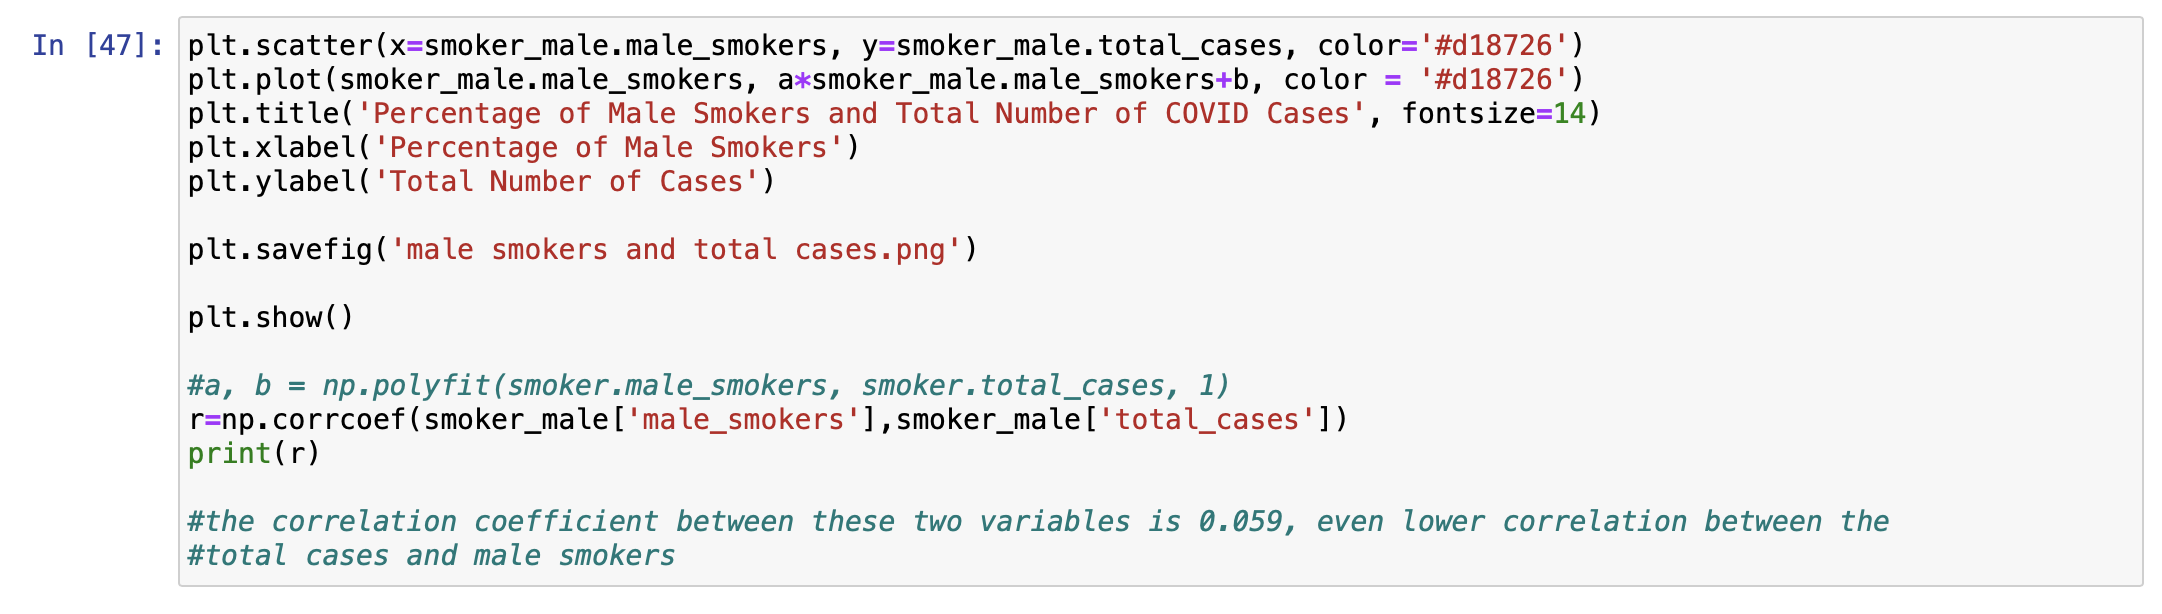 In [47]: plt.scatter(x=smoker_male.male_smokers, y=smoker_male.total_cases, color='#d18726')
plt.plot(smoker_male.male_smokers, a*smoker_male.male_smokers+b, color = '#d18726')
plt.title('Percentage of Male Smokers and Total Number of COVID Cases', fontsize=14)
plt.xlabel('Percentage of Male Smokers')
plt.ylabel('Total Number of Cases')
plt.savefig('male smokers and total cases.png')
plt.show()
#a, b = np.polyfit(smoker.male_smokers, smoker.total_cases, 1)
r=np.corrcoef(smoker_male['male_smokers'],smoker_male['total_cases'])
print(r)
#the correlation coefficient between these two variables is 0.059, even lower correlation between the
#total cases and male smokers